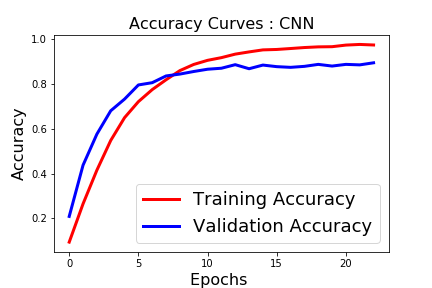 Accuracy Curves : CNN
1.0
0.8
0.6
0.4
0.2
Accuracy
Training Accuracy
Validation Accuracy
0 5 10 15 20
Epochs